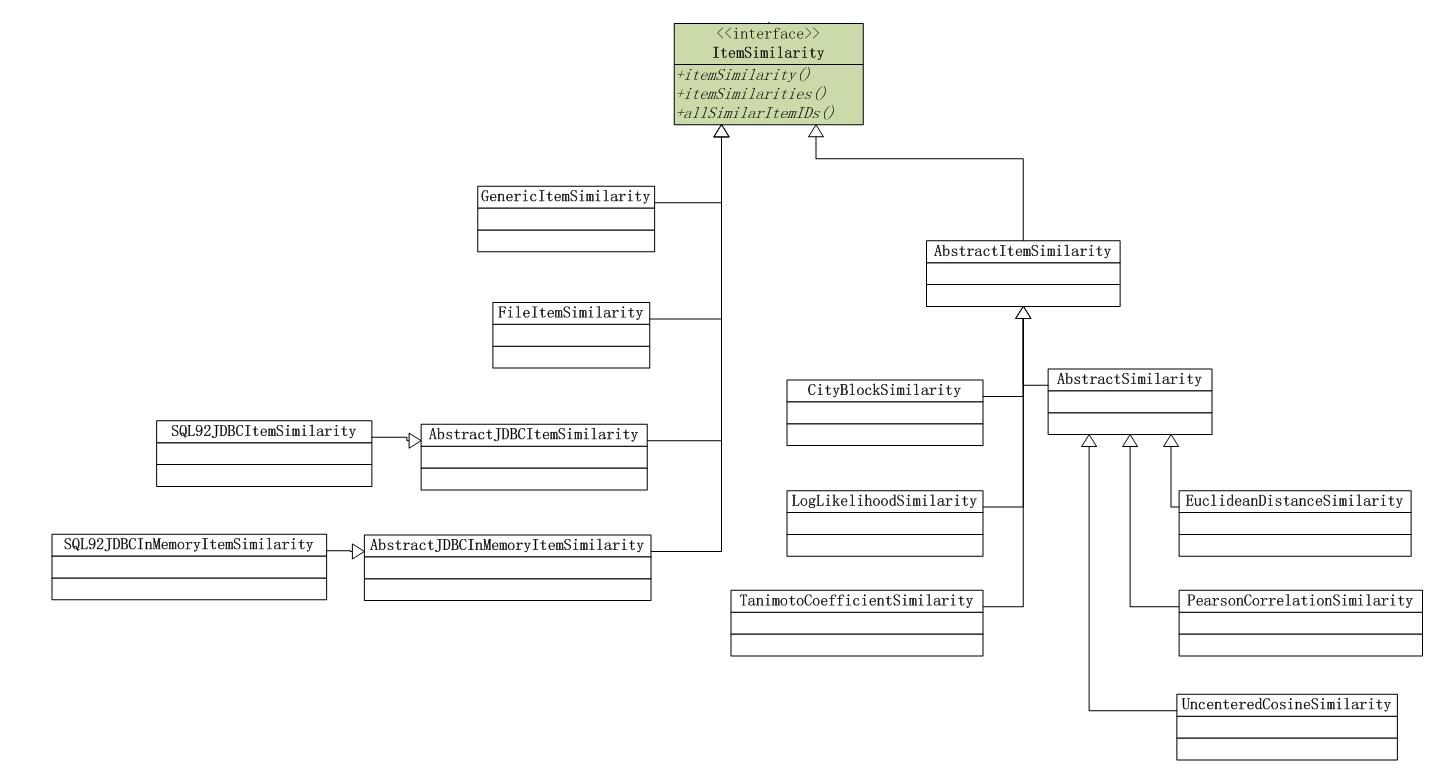 <<interface>>
ItemSimilarity
+itemSimilarity()
+itemSimilarities()
+allSimilarItemIDs()
GenericItemSimilarity
AbstractItemSimilarity
FileItemSimilarity
AbstractSimilarity
CityBlockSimilarity
SQL92JDBCItemSimilarity
AbstractJDBCItemSimilarity
LogLikelihoodSimilarity
EuclideanDistanceSimilarity
SQL92JDBCInMemoryItemSimilarity
AbstractJDBCInMemoryItemSimilarity
TanimotoCoefficientSimilarity
PearsonCorrelationSimilarity
UncenteredCosineSimilarity